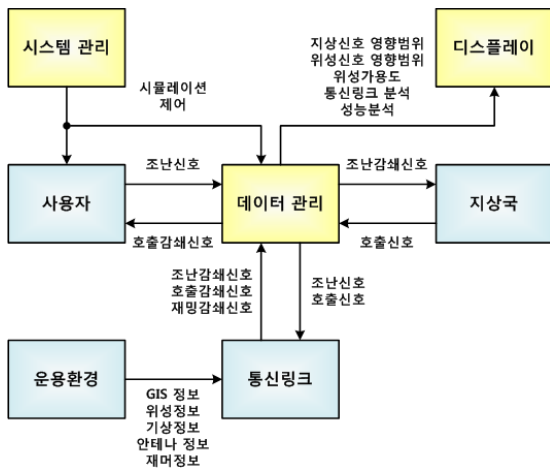 시스템 관리
지상신호 영향범위
위성신호 영향범위
위성가용도
통신링크 분석
성능분석
디스플레이
시뮬레이션
제어
사용자
조난신호
호출감쇄신호
데이터 관리
조난감쇄신호
호출신호
지상국
조난감쇄신호
호출감쇄신호
재밍감쇄신호
조난신호
호출신호
운용환경
GIS 정보
위성정보
기상정보
안테나 정보
재머정보
통신링크